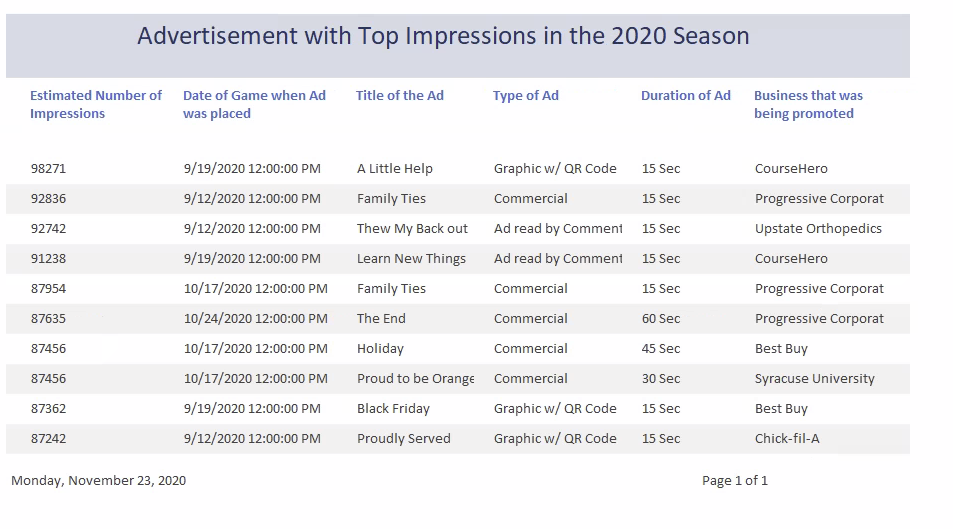 Advertisement with Top Impressions in the 2020 Season
Estimated Number of Impressions Date of Game when Ad was placed Title of the Ad Type of Ad Duration of Ad Business that was being promoted
98271 9/19/2020 12:00:00 PM A Little Help Graphic w/ QR Code 15 Sec CourseHero
92836 9/12/2020 12:00:00 PM Family Ties Commercial 15 Sec Progressive Corporat
92742 9/12/2020 12:00:00 PM Thew My Back out Ad read by Comment 15 Sec Upstate Orthopedics
91238 9/19/2020 12:00:00 PM Learn New Things Ad read by Comment 15 Sec CourseHero
87954 10/17/2020 12:00:00 PM Family Ties Commercial 15 Sec Progressive Corporat
87635 10/24/2020 12:00:00 PM The End Commercial 60 Sec Progressive Corporat
87456 10/17/2020 12:00:00 PM Holiday Commercial 45 Sec Best Buy
87456 10/17/2020 12:00:00 PM Proud to be Orange Commercial 30 Sec Syracuse University
87362 9/19/2020 12:00:00 PM Black Friday Graphic w/ QR Code 15 Sec Best Buy
87242 9/12/2020 12:00:00 PM Proudly Served Graphic w/ QR Code 15 Sec Chick-fil-A
Monday, November 23, 2020 Page 1 of 1